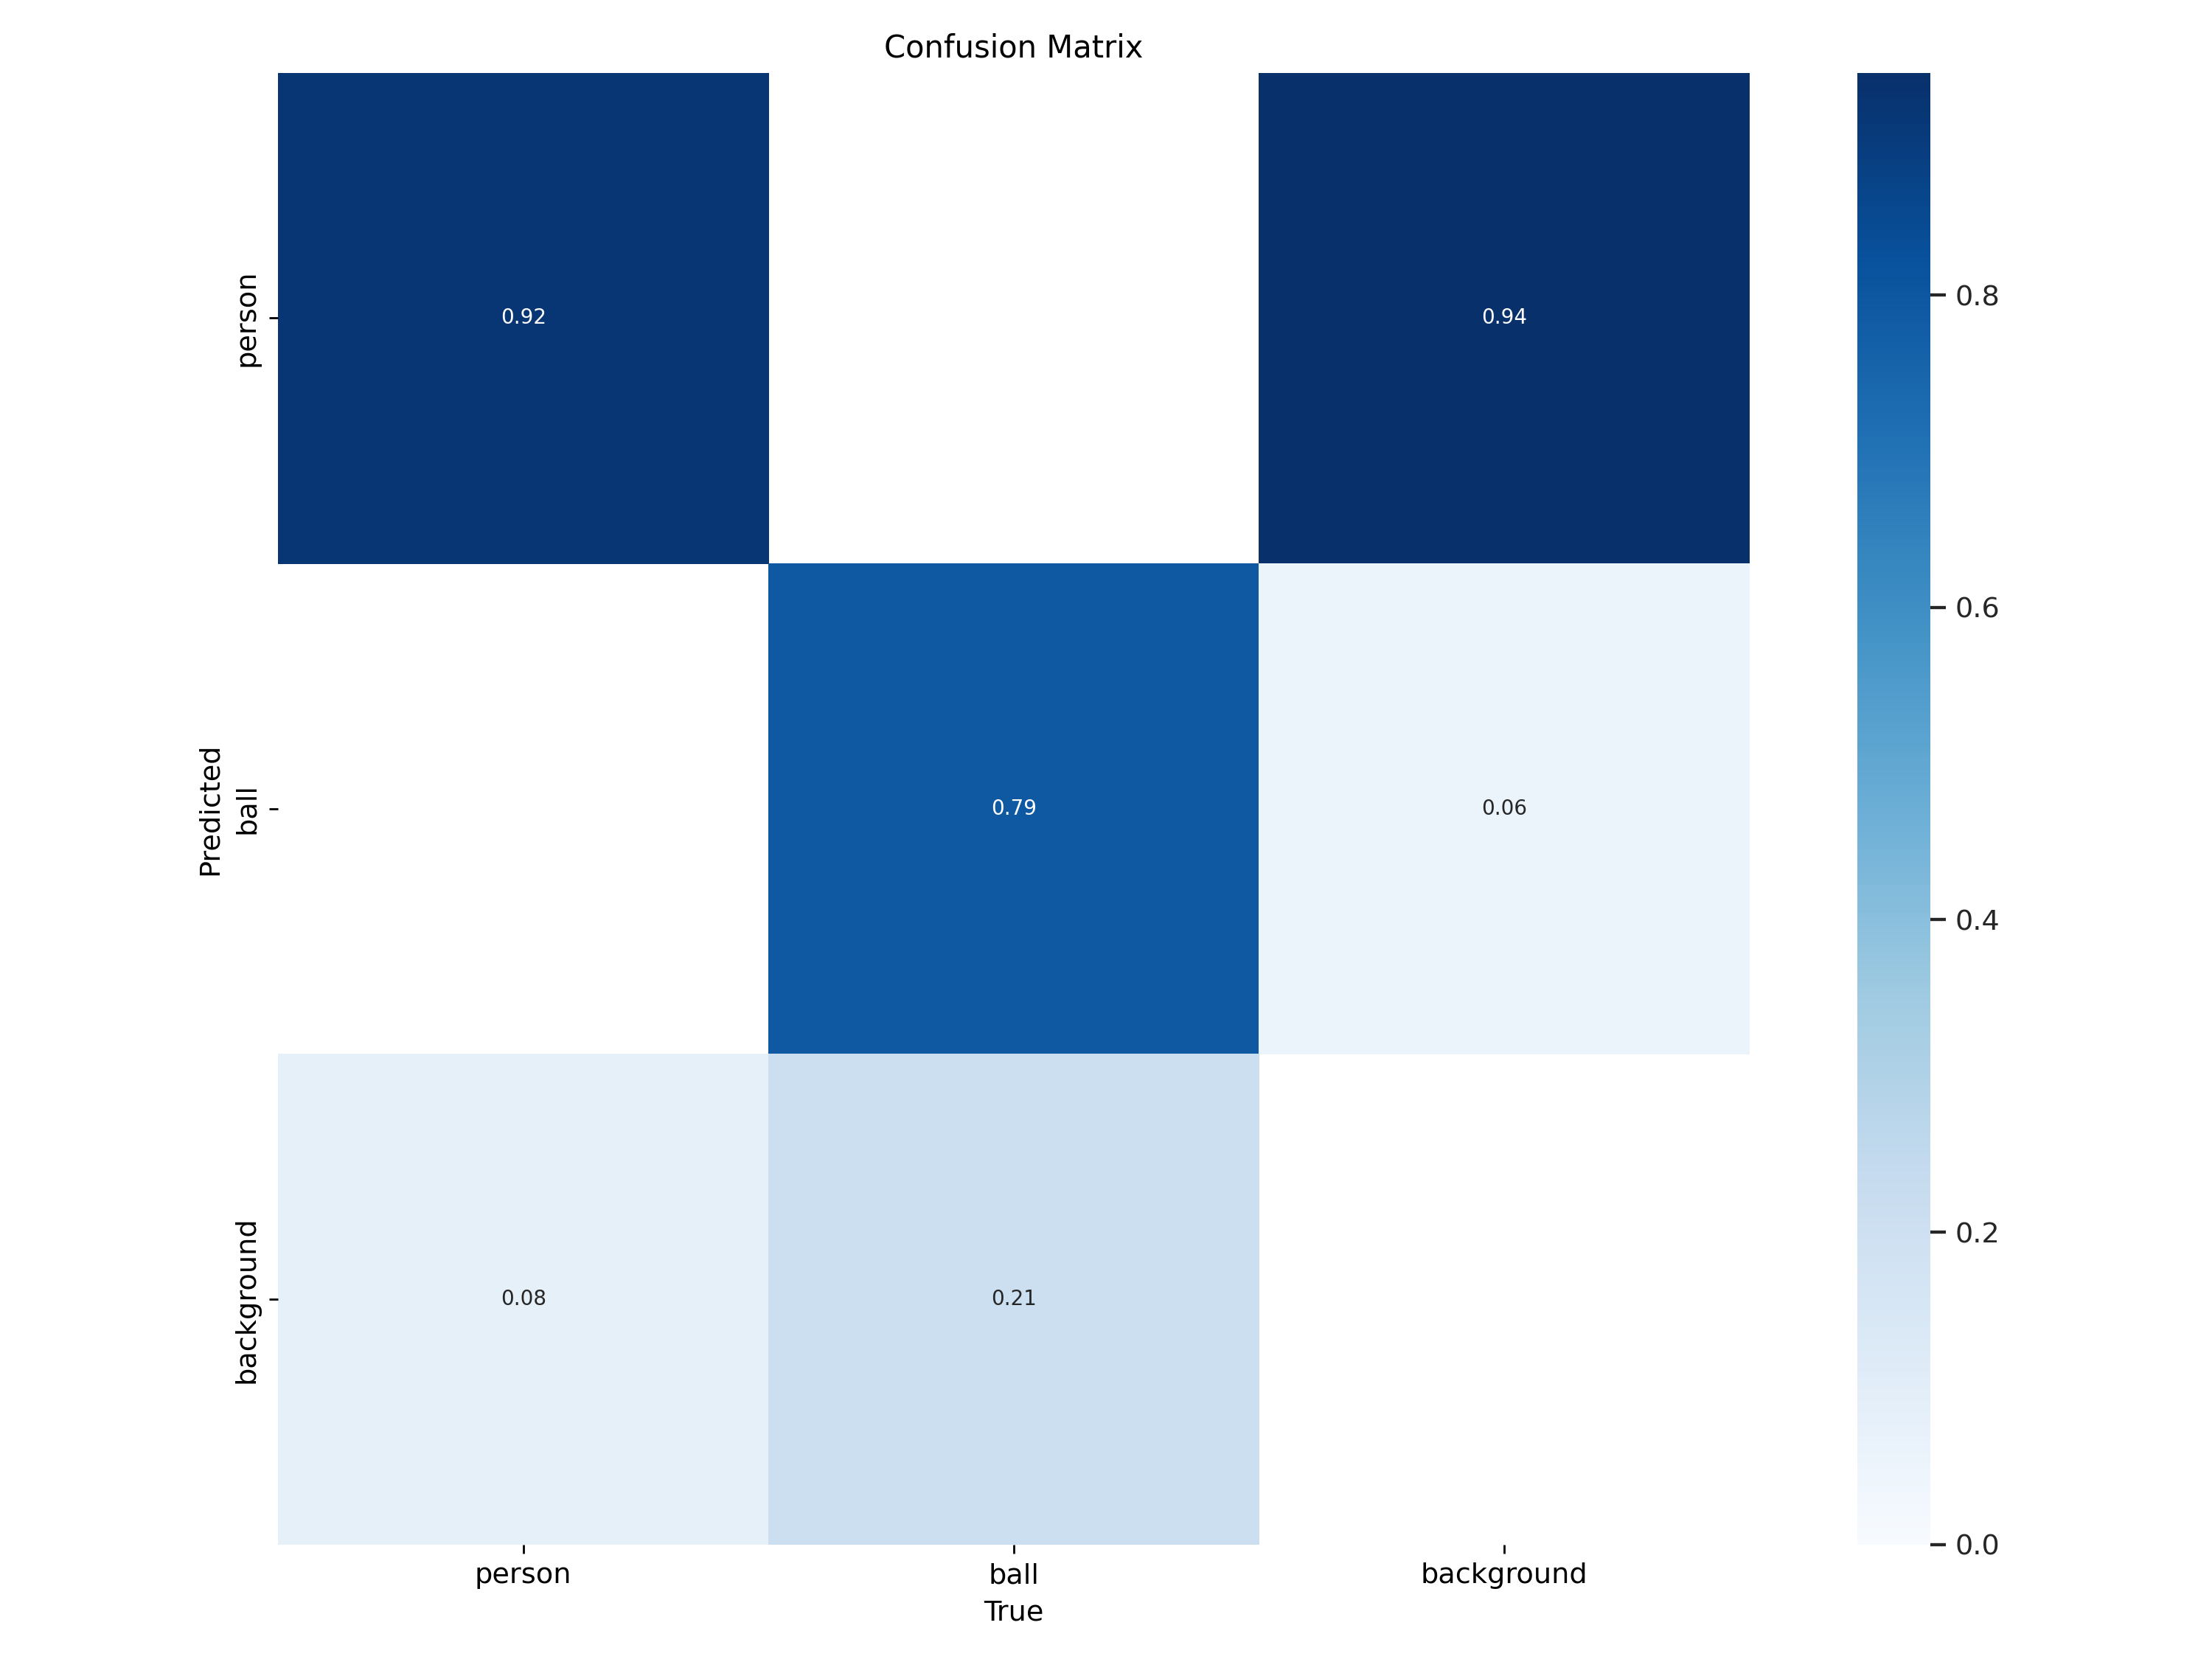 Confusion Matrix
person
0.92
0.94
0.8
0.6
Predicted
ball
0.79
0.06
0.4
background
0.08
0.21
0.2
0.0
person
ball
background
True